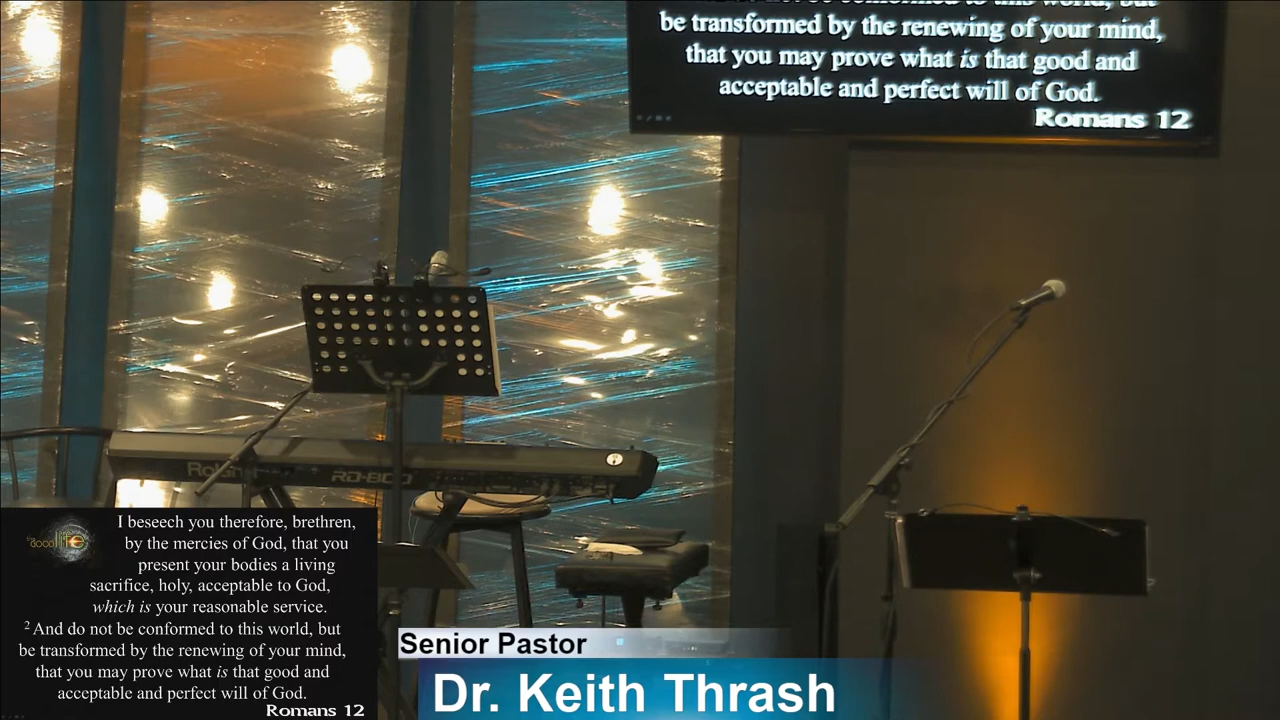 be transformed by the renewing of your mind,
that you may prove what is that good and
acceptable and perfect will of God.
Romans 12
Roland
RD-800
the GOOD life
I beseech you therefore, brethren,
by the mercies of God, that you
present your bodies a living
sacrifice, holy, acceptable to God,
which is your reasonable service.
2 And do not be conformed to this world, but
be transformed by the renewing of your mind,
that you may prove what is that good and
acceptable and perfect will of God.
Romans 12
Senior Pastor
Dr. Keith Thrash